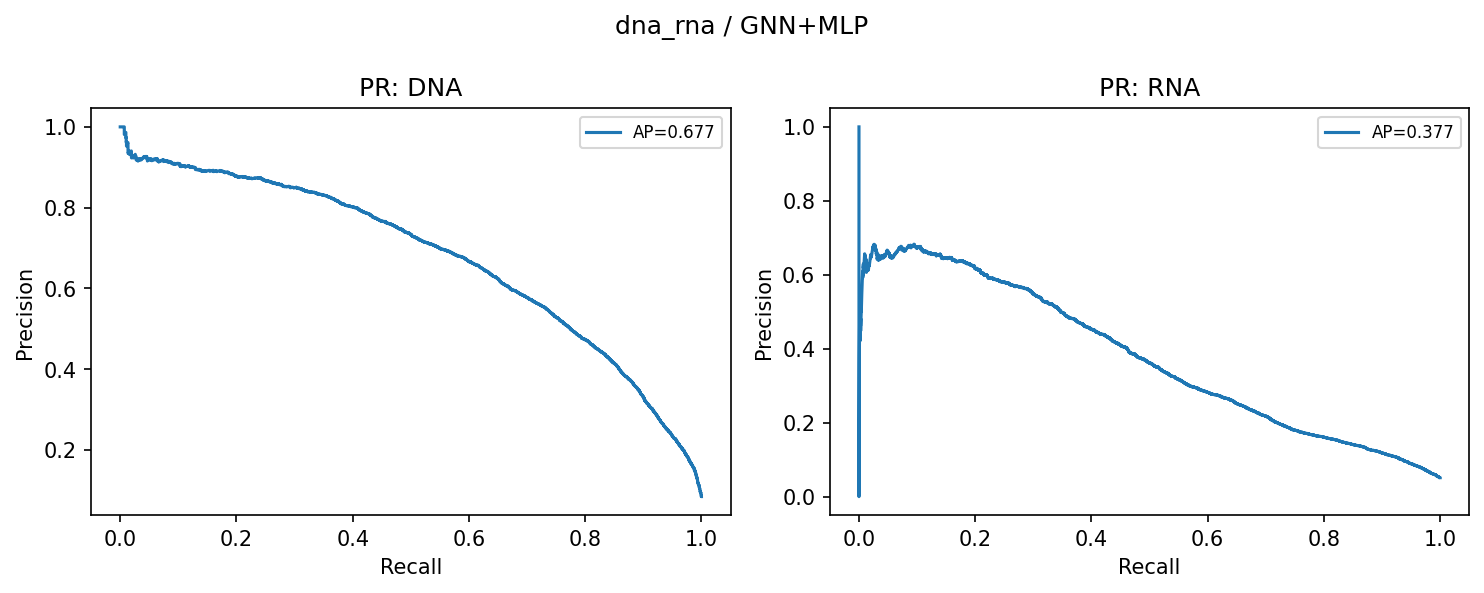 dna_rna / GNN+MLP
PR: DNA
1.0
0.8
0.6
0.4
0.2
Precision
0.0 0.2 0.4 0.6 0.8 1.0
Recall
AP=0.677
PR: RNA
1.0
0.8
0.6
0.4
0.2
0.0
Precision
0.0 0.2 0.4 0.6 0.8 1.0
Recall
AP=0.377